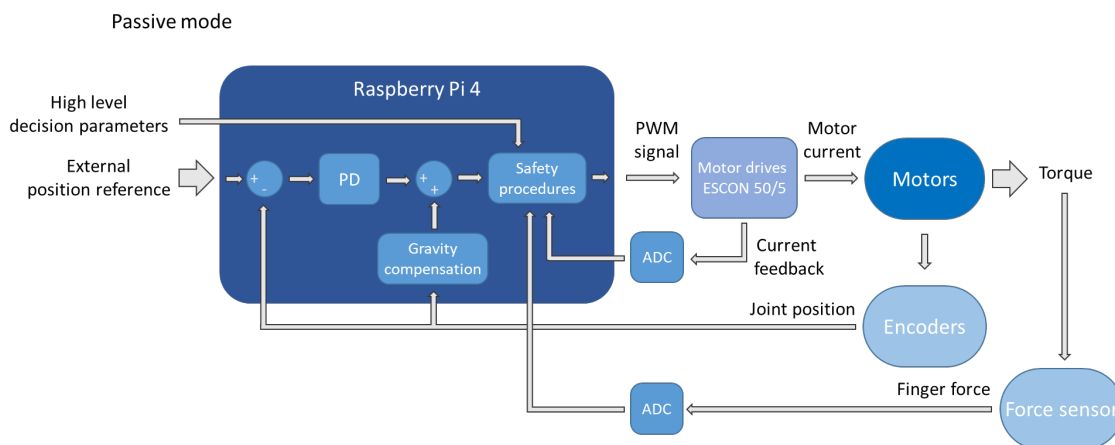 Passive mode
Raspberry Pi 4
High level
decision parameters
External
position reference
+
-
PD
+
+
Safety
procedures
Gravity
compensation
PWM
signal
Motor drives
ESCON 50/5
Motor
current
Motors
Torque
ADC
Current
feedback
Joint position
Encoders
ADC
Finger force
Force sensor